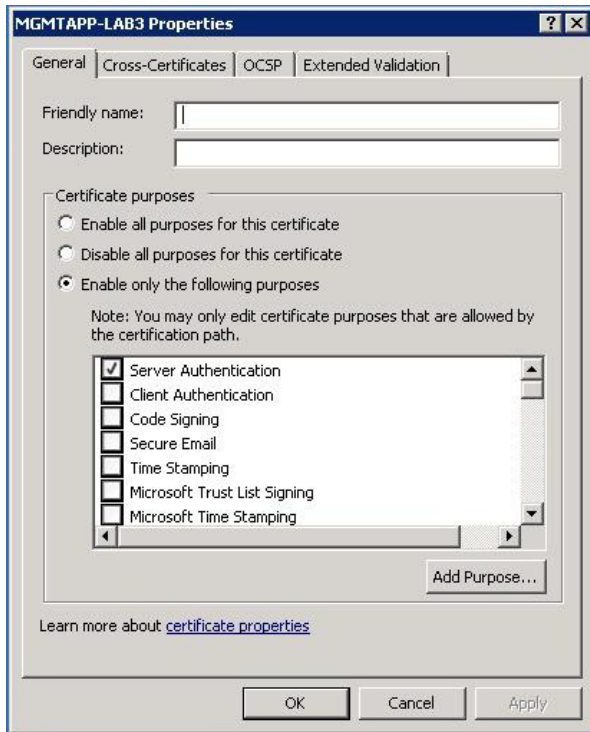 MGMTAPP-LAB3 Properties
General Cross-Certificates OCSP Extended Validation
Friendly name:
Description:
Certificate purposes
Enable all purposes for this certificate
Disable all purposes for this certificate
Enable only the following purposes
Note: You may only edit certificate purposes that are allowed by
the certification path.
Server Authentication
Client Authentication
Code Signing
Secure Email
Time Stamping
Microsoft Trust List Signing
Microsoft Time Stamping
Add Purpose...
Learn more about certificate properties
OK Cancel Apply